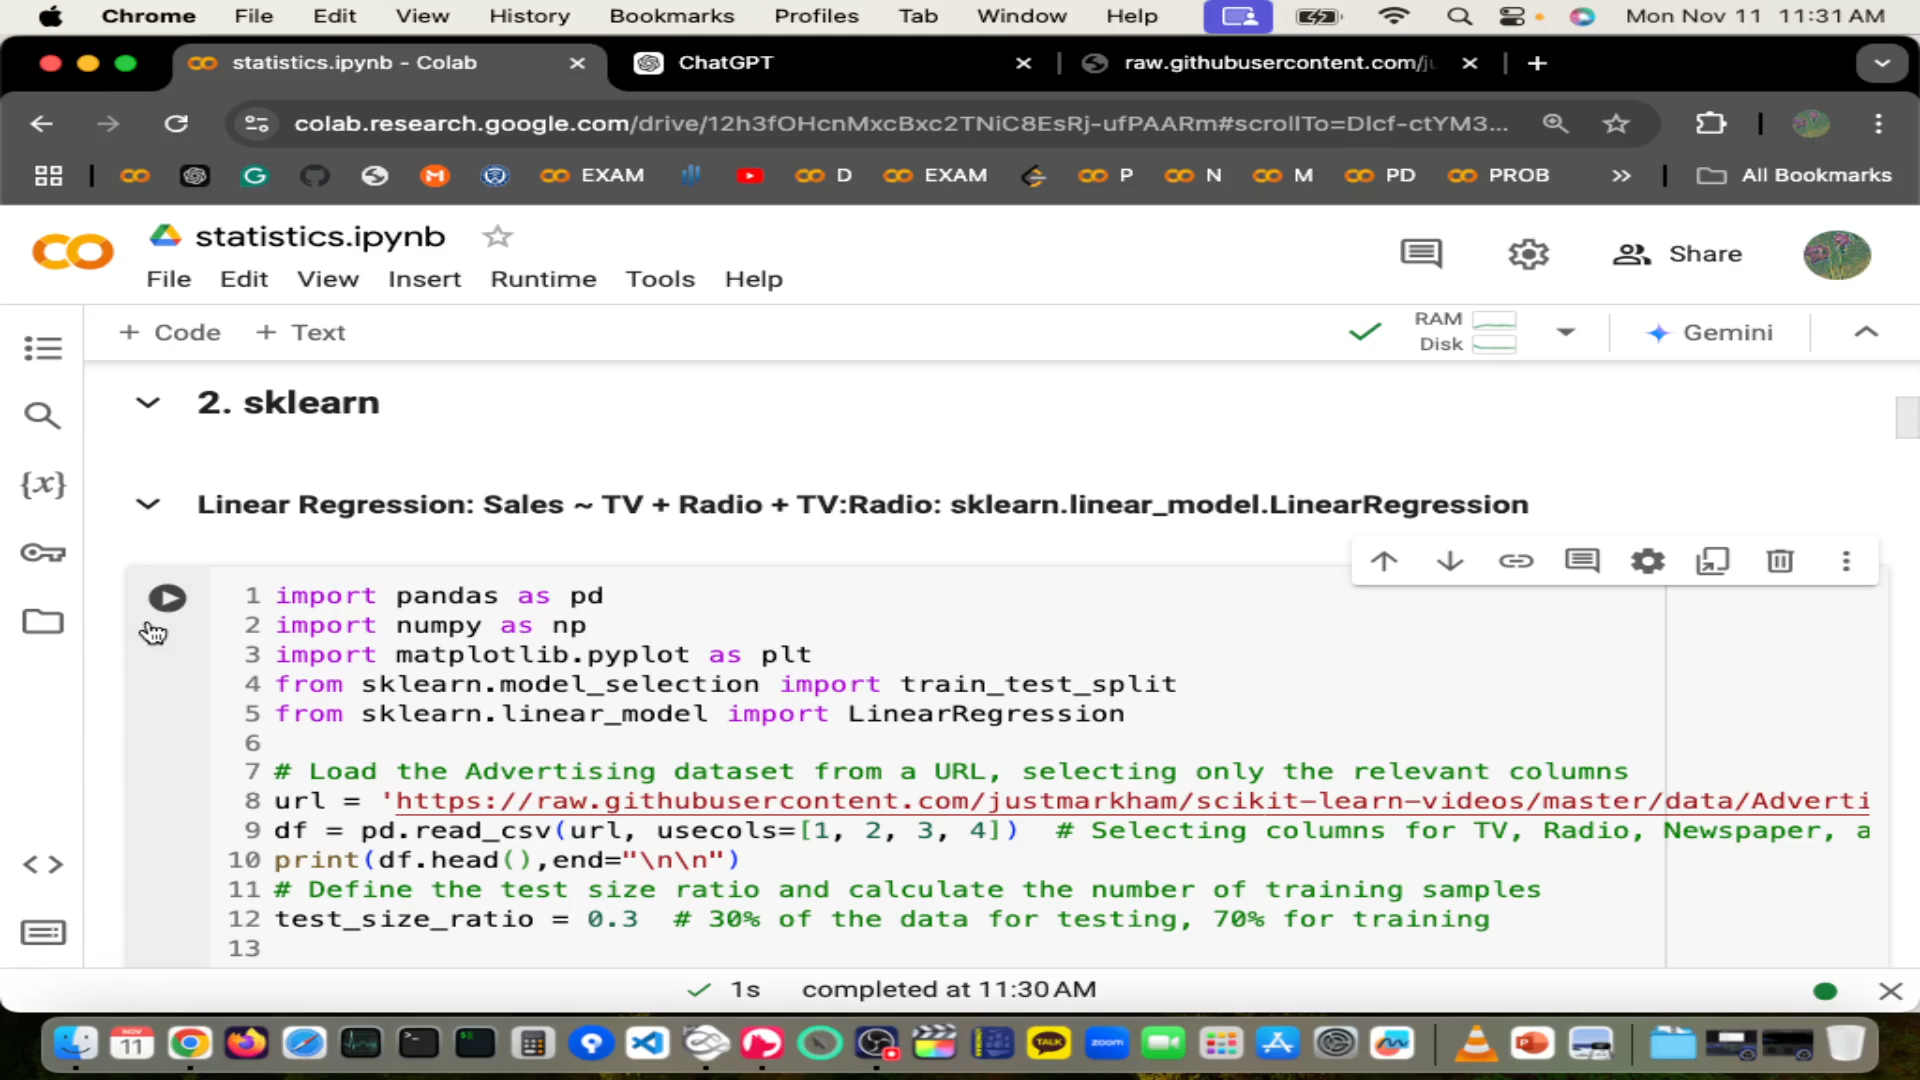 Chrome File Edit View History Bookmarks Profiles Tab Window Help Mon Nov 11 11:31 AM
statistics.ipynb - Colab ChatGPT raw.githubusercontent.com/ju
colab.research.google.com/drive/12h3fOHcnMxcBxc2TNiC8EsRj-ufPAARm#scrollTo=DIcf-ctYM3...
EXAM D EXAM P N M PD PROB All Bookmarks
statistics.ipynb
Share
File Edit View Insert Runtime Tools Help
+ Code + Text RAM Disk Gemini
2. sklearn
Linear Regression: Sales ~ TV + Radio + TV:Radio: sklearn.linear_model.LinearRegression
1 import pandas as pd
2 import numpy as np
3 import matplotlib.pyplot as plt
4 from sklearn.model_selection import train_test_split
5 from sklearn.linear_model import LinearRegression
6
7 # Load the Advertising dataset from a URL, selecting only the relevant columns
8 url = 'https://raw.githubusercontent.com/justmarkham/scikit-learn-videos/master/data/Adverti
9 df = pd.read_csv(url, usecols=[1, 2, 3, 4]) # Selecting columns for TV, Radio, Newspaper, a
10 print(df.head(),end="\n\n")
11 # Define the test size ratio and calculate the number of training samples
12 test_size_ratio = 0.3 # 30% of the data for testing, 70% for training
13
1s completed at 11:30 AM
NOV
11
TALK
zoom